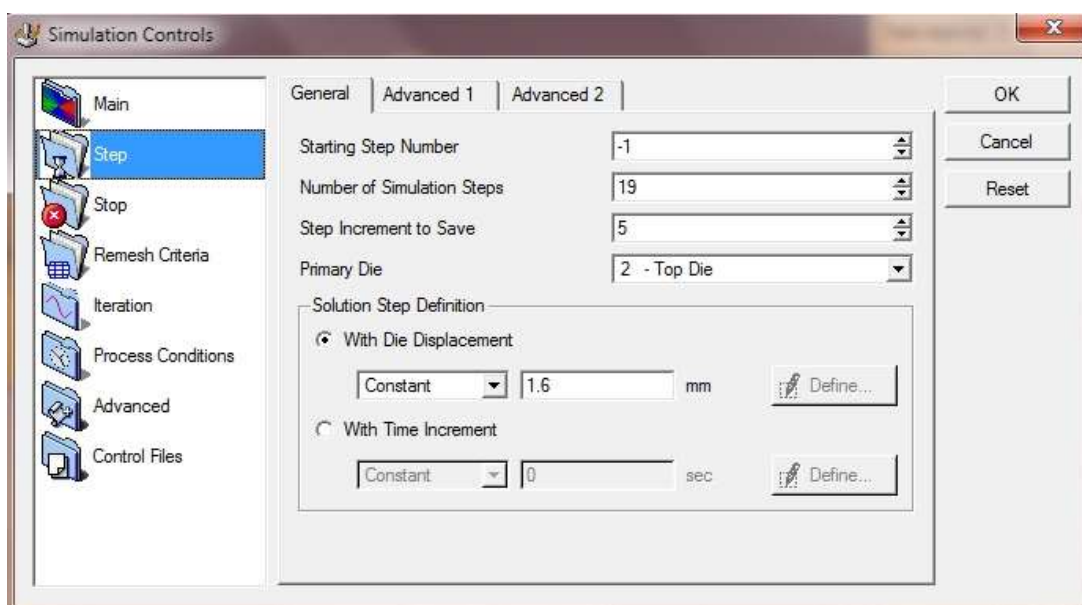 Simulation Controls
Main
Step
Stop
Remesh Criteria
Iteration
Process Conditions
Advanced
Control Files
General Advanced 1 Advanced 2
Starting Step Number -1
Number of Simulation Steps 19
Step Increment to Save 5
Primary Die 2 - Top Die
Solution Step Definition
With Die Displacement
Constant 1.6 mm Define...
With Time Increment
Constant 0 sec Define...
OK
Cancel
Reset